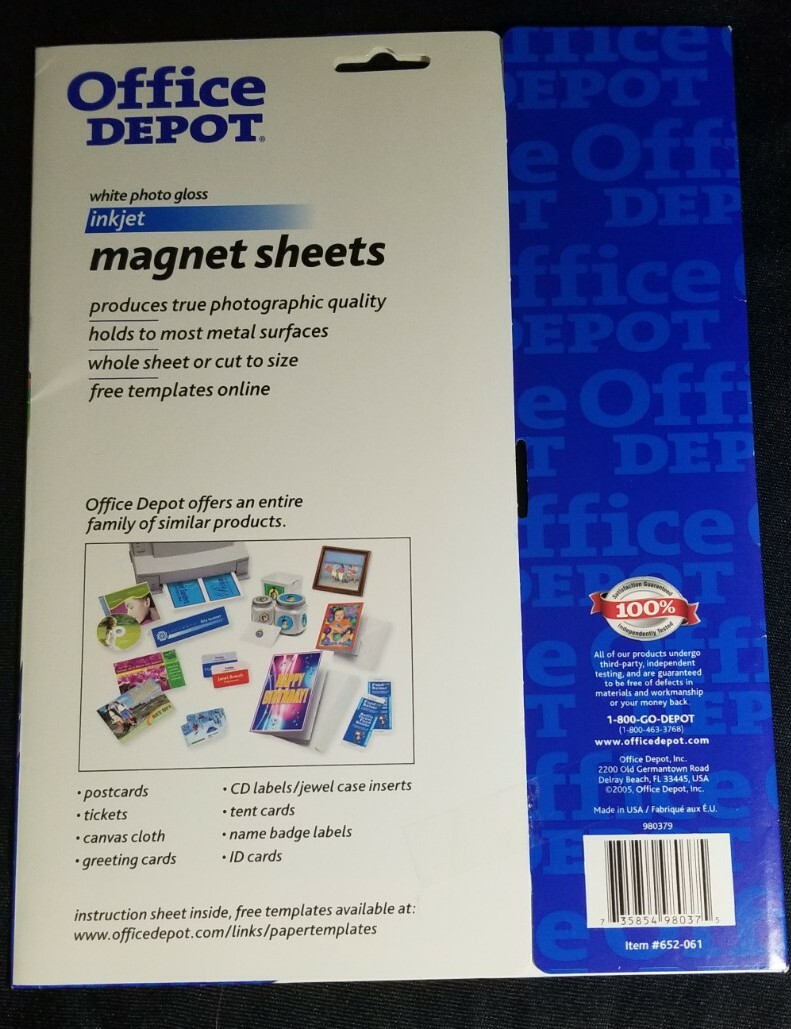 Office
DEPOT®
white photo gloss
inkjet
magnet sheets
produces true photographic quality
holds to most metal surfaces
whole sheet or cut to size
free templates online
Office Depot offers an entire
family of similar products.
HAPPY
BIRTHDAY!
• postcards
• tickets
• canvas cloth
• greeting cards
• CD labels/jewel case inserts
• tent cards
• name badge labels
• ID cards
instruction sheet inside, free templates available at:
www.officedepot.com/links/papertemplates
ffice
DEPOT
e Off
T DEP
ffice
DEPOT
e Off
T DEP
ffice
Satisfaction Guaranteed
100%
Independently Tested
All of our products undergo
third-party, independent
testing, and are guaranteed
to be free of defects in
materials and workmanship
or your money back.
1-800-GO-DEPOT
(1-800-463-3768)
www.officedepot.com
Office Depot, Inc.
2200 Old Germantown Road
Delray Beach, FL 33445, USA
©2005, Office Depot, Inc.
Made in USA / Fabriqué aux É.U.
980379
7 35854 98037 5
Item #652-061